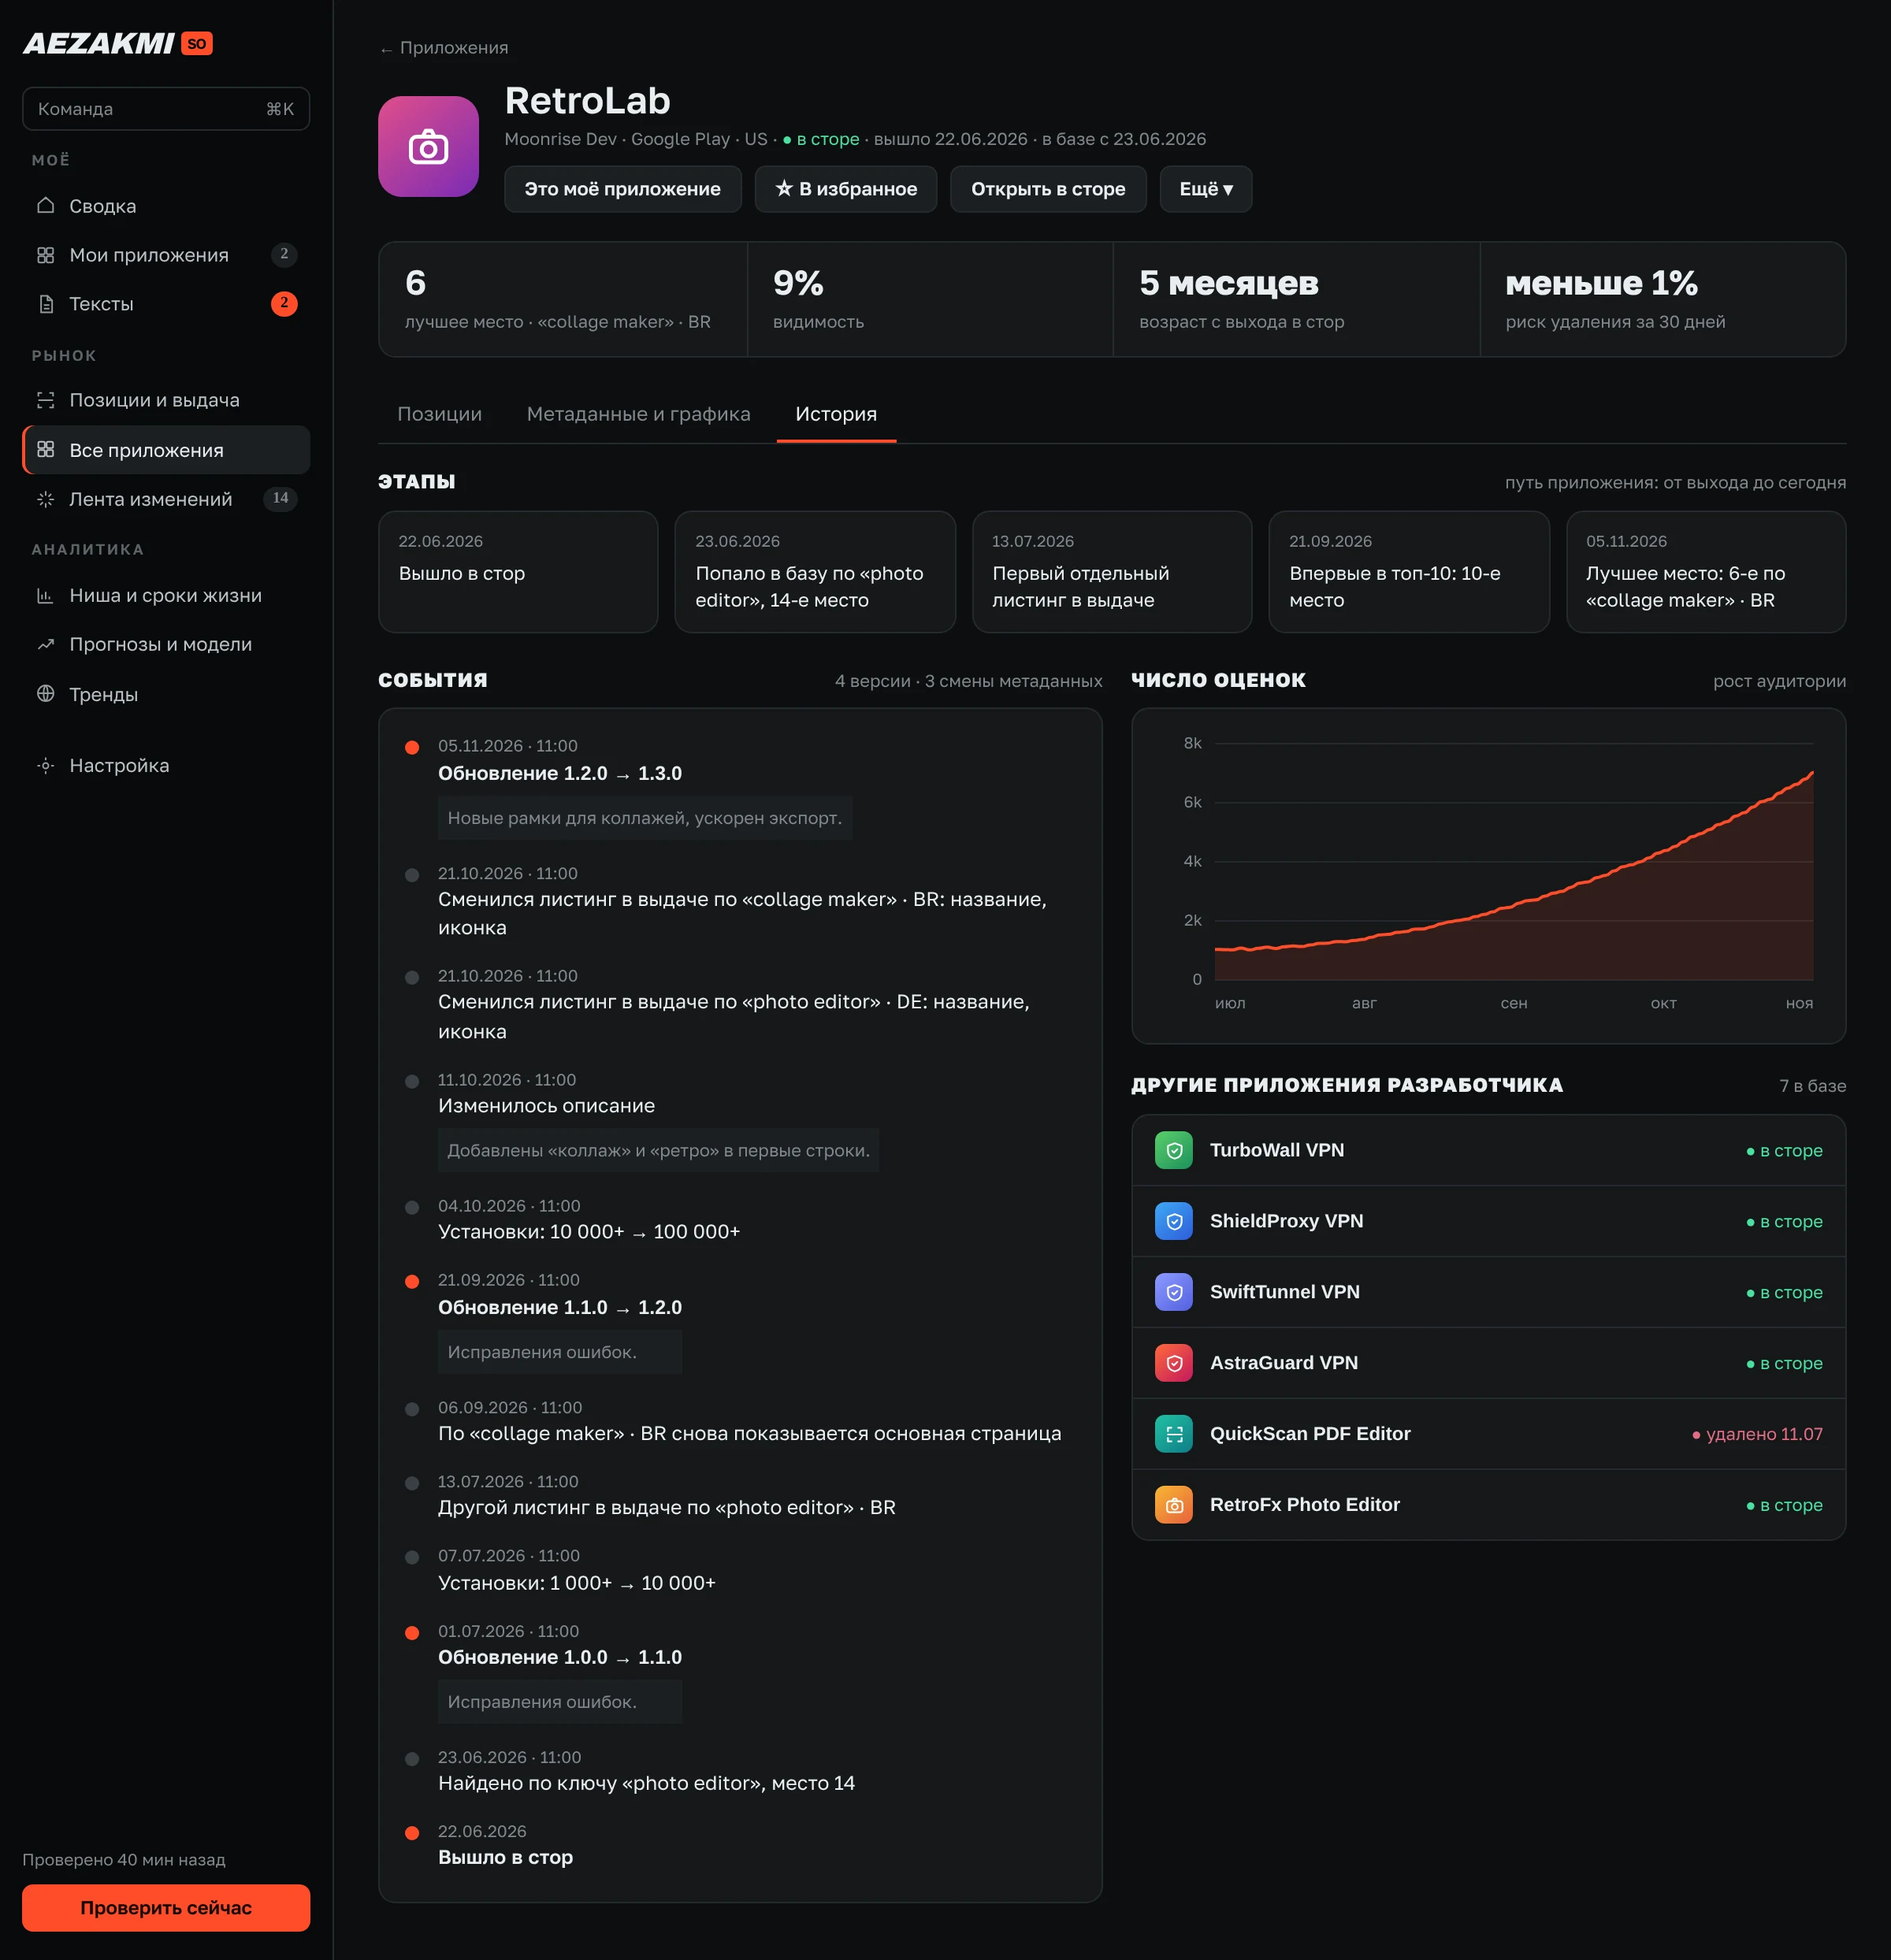 AEZAKMI SO
Команда ⌘K
МОЁ
Сводка
Мои приложения 2
Тексты 2
РЫНОК
Позиции и выдача
Все приложения
Лента изменений 14
АНАЛИТИКА
Ниша и сроки жизни
Прогнозы и модели
Тренды
Настройка
Проверено 40 мин назад
Проверить сейчас
← Приложения
RetroLab
Moonrise Dev · Google Play · US · ● в сторе · вышло 22.06.2026 · в базе с 23.06.2026
Это моё приложение
☆ В избранное
Открыть в сторе
Ещё ▾
6
лучшее место · «collage maker» · BR
9%
видимость
5 месяцев
возраст с выхода в стор
меньше 1%
риск удаления за 30 дней
Позиции
Метаданные и графика
История
ЭТАПЫ
путь приложения: от выхода до сегодня
22.06.2026
Вышло в стор
23.06.2026
Попало в базу по «photo
editor», 14-е место
13.07.2026
Первый отдельный
листинг в выдаче
21.09.2026
Впервые в топ-10: 10-е
место
05.11.2026
Лучшее место: 6-е по
«collage maker» · BR
СОБЫТИЯ
4 версии · 3 смены метаданных
05.11.2026 · 11:00
Обновление 1.2.0 → 1.3.0
Новые рамки для коллажей, ускорен экспорт.
21.10.2026 · 11:00
Сменился листинг в выдаче по «collage maker» · BR: название,
иконка
21.10.2026 · 11:00
Сменился листинг в выдаче по «photo editor» · DE: название,
иконка
11.10.2026 · 11:00
Изменилось описание
Добавлены «коллаж» и «ретро» в первые строки.
04.10.2026 · 11:00
Установки: 10 000+ → 100 000+
21.09.2026 · 11:00
Обновление 1.1.0 → 1.2.0
Исправления ошибок.
06.09.2026 · 11:00
По «collage maker» · BR снова показывается основная страница
13.07.2026 · 11:00
Другой листинг в выдаче по «photo editor» · BR
07.07.2026 · 11:00
Установки: 1 000+ → 10 000+
01.07.2026 · 11:00
Обновление 1.0.0 → 1.1.0
Исправления ошибок.
23.06.2026 · 11:00
Найдено по ключу «photo editor», место 14
22.06.2026
Вышло в стор
ЧИСЛО ОЦЕНОК
рост аудитории
8k
6k
4k
2k
0
июл авг сен окт ноя
ДРУГИЕ ПРИЛОЖЕНИЯ РАЗРАБОТЧИКА
7 в базе
TurboWall VPN ● в сторе
ShieldProxy VPN ● в сторе
SwiftTunnel VPN ● в сторе
AstraGuard VPN ● в сторе
QuickScan PDF Editor ● удалено 11.07
RetroFx Photo Editor ● в сторе